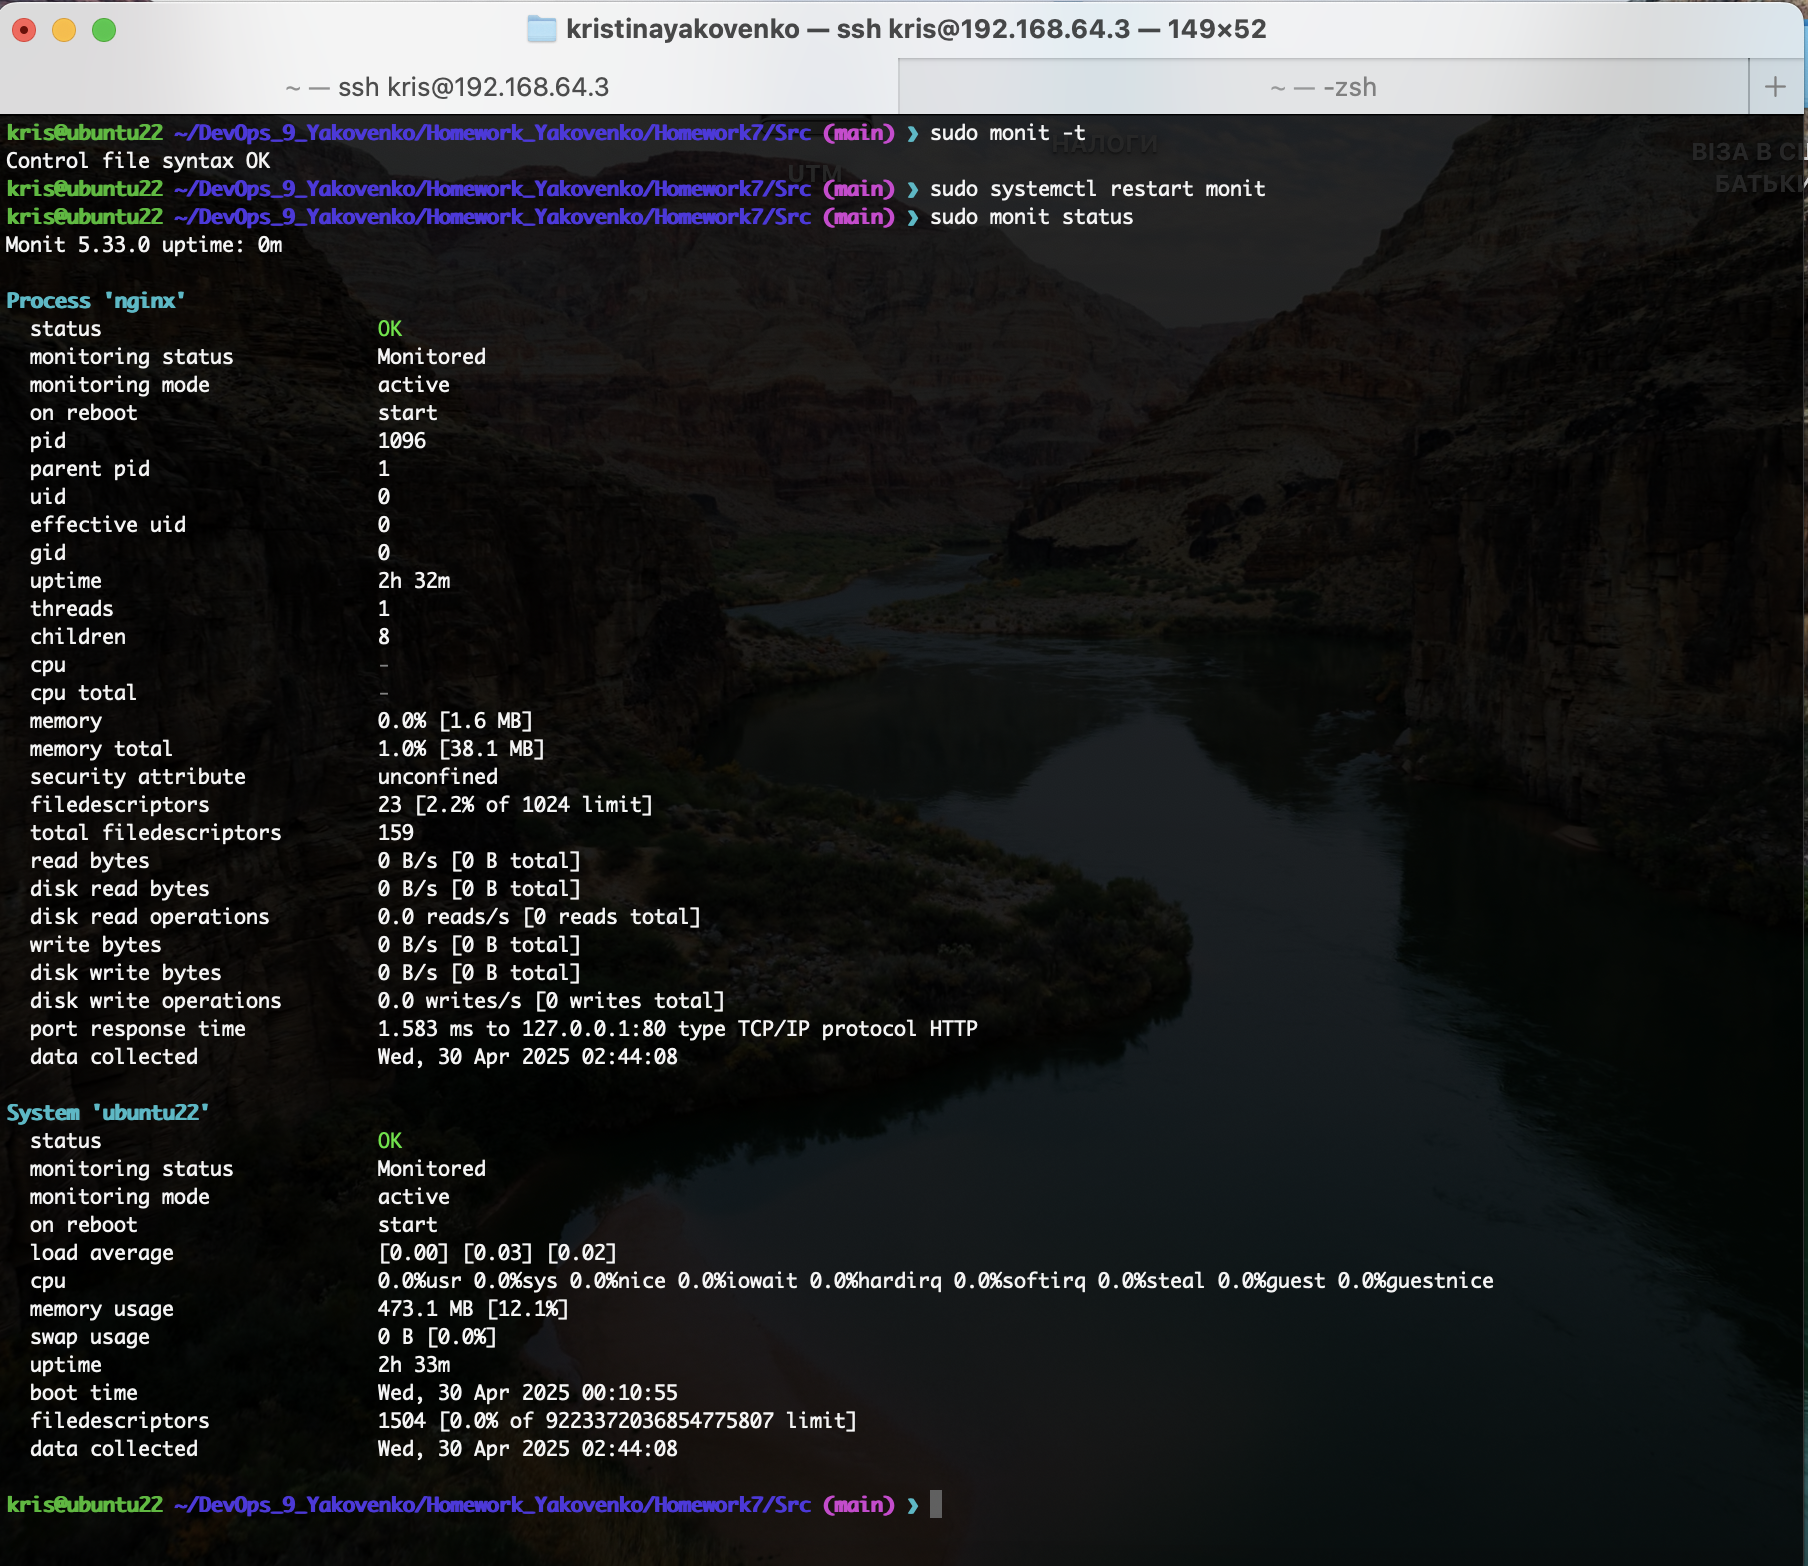 kristinayakovenko — ssh kris@192.168.64.3 — 149×52
~ — ssh kris@192.168.64.3
~ — -zsh
kris@ubuntu22 ~/DevOps_9_Yakovenko/Homework_Yakovenko/Homework7/Src (main) ❯ sudo monit -t
НАЛОГИ
Control file syntax OK
UTM
ВІЗА В
БАТЬК
kris@ubuntu22 ~/DevOps_9_Yakovenko/Homework_Yakovenko/Homework7/Src (main) ❯ sudo systemctl restart monit
kris@ubuntu22 ~/DevOps_9_Yakovenko/Homework_Yakovenko/Homework7/Src (main) ❯ sudo monit status
Monit 5.33.0 uptime: 0m
Process 'nginx'
status OK
monitoring status Monitored
monitoring mode active
on reboot start
pid 1096
parent pid 1
uid 0
effective uid 0
gid 0
uptime 2h 32m
threads 1
children 8
cpu -
cpu total -
memory 0.0% [1.6 MB]
memory total 1.0% [38.1 MB]
security attribute unconfined
filedescriptors 23 [2.2% of 1024 limit]
total filedescriptors 159
read bytes 0 B/s [0 B total]
disk read bytes 0 B/s [0 B total]
disk read operations 0.0 reads/s [0 reads total]
write bytes 0 B/s [0 B total]
disk write bytes 0 B/s [0 B total]
disk write operations 0.0 writes/s [0 writes total]
port response time 1.583 ms to 127.0.0.1:80 type TCP/IP protocol HTTP
data collected Wed, 30 Apr 2025 02:44:08
System 'ubuntu22'
status OK
monitoring status Monitored
monitoring mode active
on reboot start
load average [0.00] [0.03] [0.02]
cpu 0.0%usr 0.0%sys 0.0%nice 0.0%iowait 0.0%hardirq 0.0%softirq 0.0%steal 0.0%guest 0.0%guestnice
memory usage 473.1 MB [12.1%]
swap usage 0 B [0.0%]
uptime 2h 33m
boot time Wed, 30 Apr 2025 00:10:55
filedescriptors 1504 [0.0% of 9223372036854775807 limit]
data collected Wed, 30 Apr 2025 02:44:08
kris@ubuntu22 ~/DevOps_9_Yakovenko/Homework_Yakovenko/Homework7/Src (main) ❯